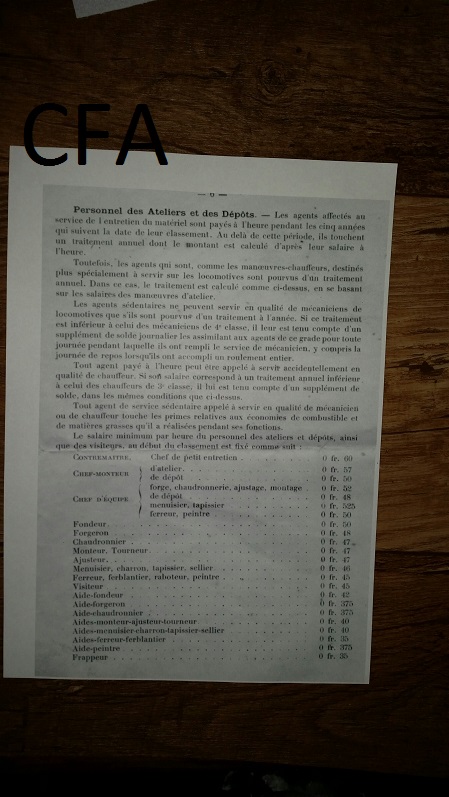 CFA
— 6 —
Personnel des Ateliers et des Dépôts. — Les agents affectés au
service de l'entretien du matériel sont payés à l'heure pendant les cinq années
qui suivent la date de leur classement. Au delà de cette période, ils touchent
un traitement annuel dont le montant est calculé d'après leur salaire à
l'heure.
Toutefois, les agents qui sont, comme les manœuvres-chauffeurs, destinés
plus spécialement à servir sur les locomotives sont pourvus d'un traitement
annuel. Dans ce cas, le traitement est calculé comme ci-dessus, en se basant
sur les salaires des manœuvres d'atelier.
Les agents sédentaires ne peuvent servir en qualité de mécaniciens de
locomotives que s'ils sont pourvus d'un traitement à l'année. Si ce traitement
est inférieur à celui des mécaniciens de 4e classe, il leur est tenu compte d'un
supplément de solde journalier les assimilant aux agents de ce grade pour toute
journée pendant laquelle ils ont rempli le service de mécanicien, y compris la
journée de repos lorsqu'ils ont accompli un roulement entier.
Tout agent payé à l'heure peut être appelé à servir accidentellement en
qualité de chauffeur. Si son salaire correspond à un traitement annuel inférieur
à celui des chauffeurs de 3e classe, il lui est tenu compte d'un supplément de
solde, dans les mêmes conditions que ci-dessus.
Tout agent de service sédentaire appelé à servir en qualité de mécanicien
ou de chauffeur touche les primes relatives aux économies de combustible et
de matières grasses qu'il a réalisées pendant ses fonctions.
Le salaire minimum par heure du personnel des ateliers et dépôts, ainsi
que des visiteurs, au début du classement est fixé comme suit :
CONTREMAITRE. Chef de petit entretien . . . . . . . 0 fr. 60
CHEF-MONTEUR d'atelier. . . . . . . 0 fr. 57
de dépôt . . . . . . . 0 fr. 50
CHEF D'ÉQUIPE forge, chaudronnerie, ajustage, montage . 0 fr. 52
de dépôt . . . . . . . 0 fr. 48
menuisier, tapissier . . . . . . . 0 fr. 525
ferreur, peintre . . . . . . . 0 fr. 50
Fondeur. . . . . . . 0 fr. 50
Forgeron . . . . . . . 0 fr. 48
Chaudronnier . . . . . . . 0 fr. 47
Monteur. Tourneur . . . . . . . 0 fr. 47
Ajusteur. . . . . . . 0 fr. 47
Menuisier, charron, tapissier, sellier . . . . . . . 0 fr. 46
Ferreur, ferblantier, raboteur, peintre . . . . . . . 0 fr. 45
Visiteur . . . . . . . 0 fr. 45
Aide-fondeur . . . . . . . 0 fr. 42
Aide-forgeron . . . . . . . 0 fr. 375
Aide-chaudronnier . . . . . . . 0 fr. 375
Aides-monteur-ajusteur-tourneur . . . . . . . 0 fr. 40
Aides-menuisier-charron-tapissier-sellier . . . . . . . 0 fr. 40
Aides-ferreur-ferblantier . . . . . . . 0 fr. 35
Aide-peintre . . . . . . . 0 fr. 375
Frappeur . . . . . . . 0 fr. 35